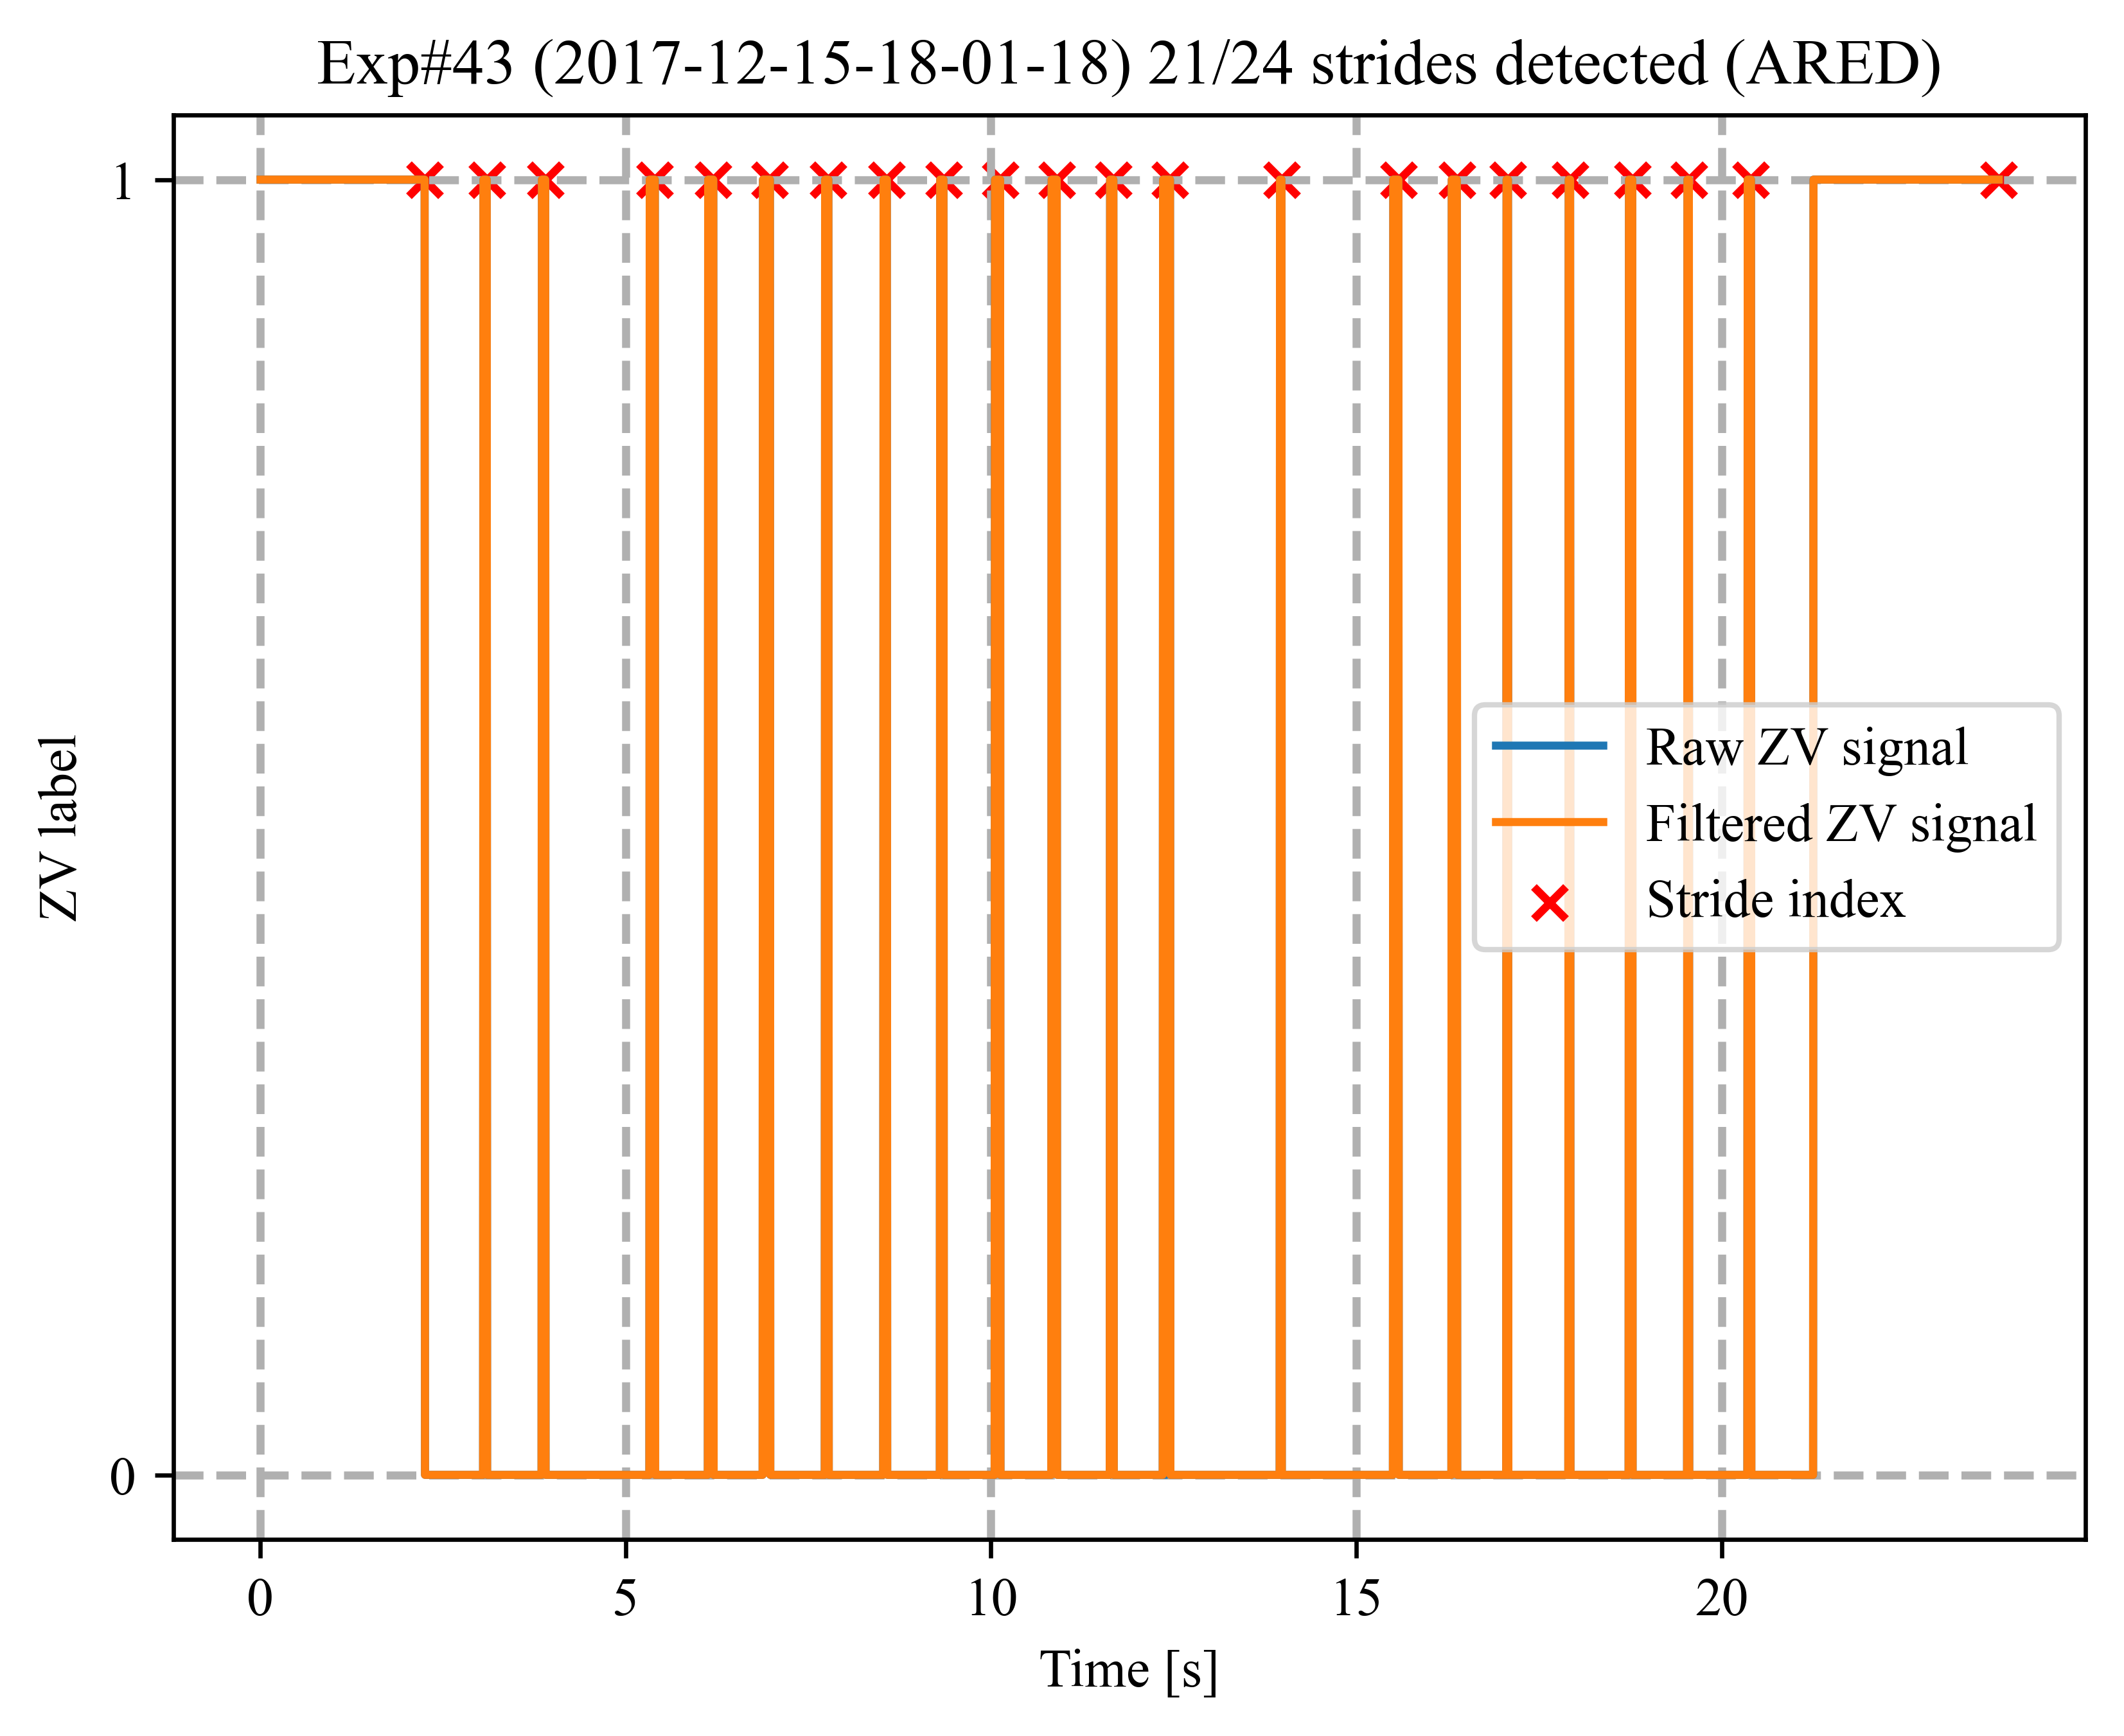 Exp#43 (2017-12-15-18-01-18) 21/24 strides detected (ARED)
1
ZV label
Raw ZV signal
Filtered ZV signal
Stride index
0
0 5 10 15 20
Time [s]